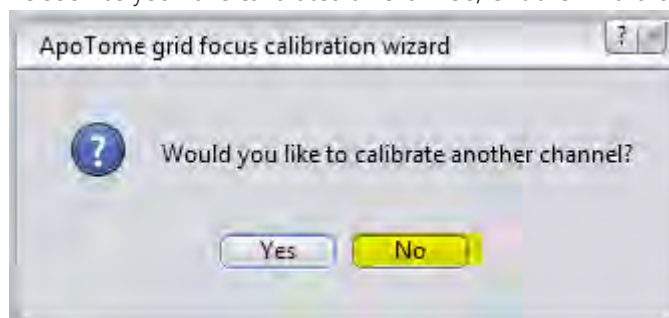 ApoTome grid focus calibration wizard
?
?
Would you like to calibrate another channel?
Yes
No